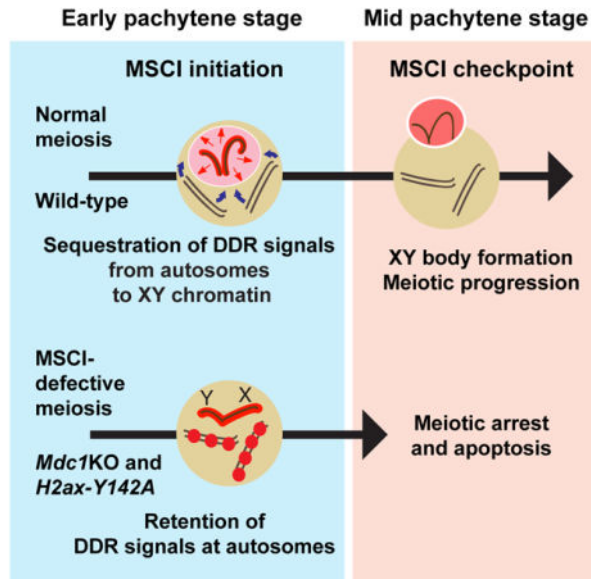 Early pachytene stage
Mid pachytene stage
MSCI initiation
MSCI checkpoint
Normal
meiosis
Wild-type
Sequestration of DDR signals
from autosomes
to XY chromatin
XY body formation
Meiotic progression
MSCI-
defective
meiosis
Y
X
Mdc1KO and
H2ax-Y142A
Meiotic arrest
and apoptosis
Retention of
DDR signals at autosomes